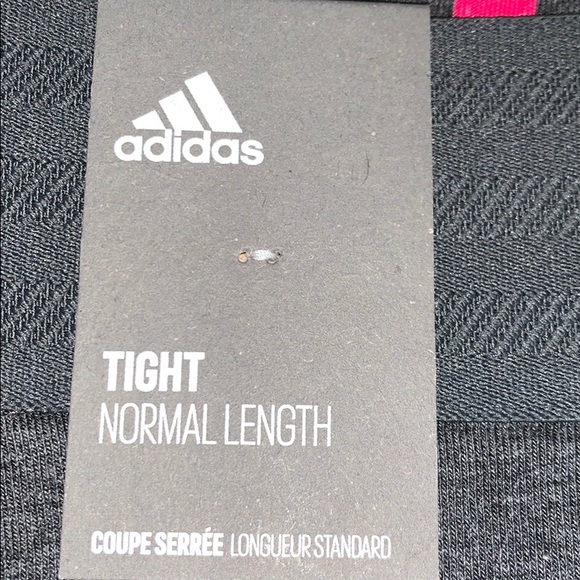 adidas
TIGHT
NORMAL LENGTH
COUPE SERRÉE LONGUEUR STANDARD